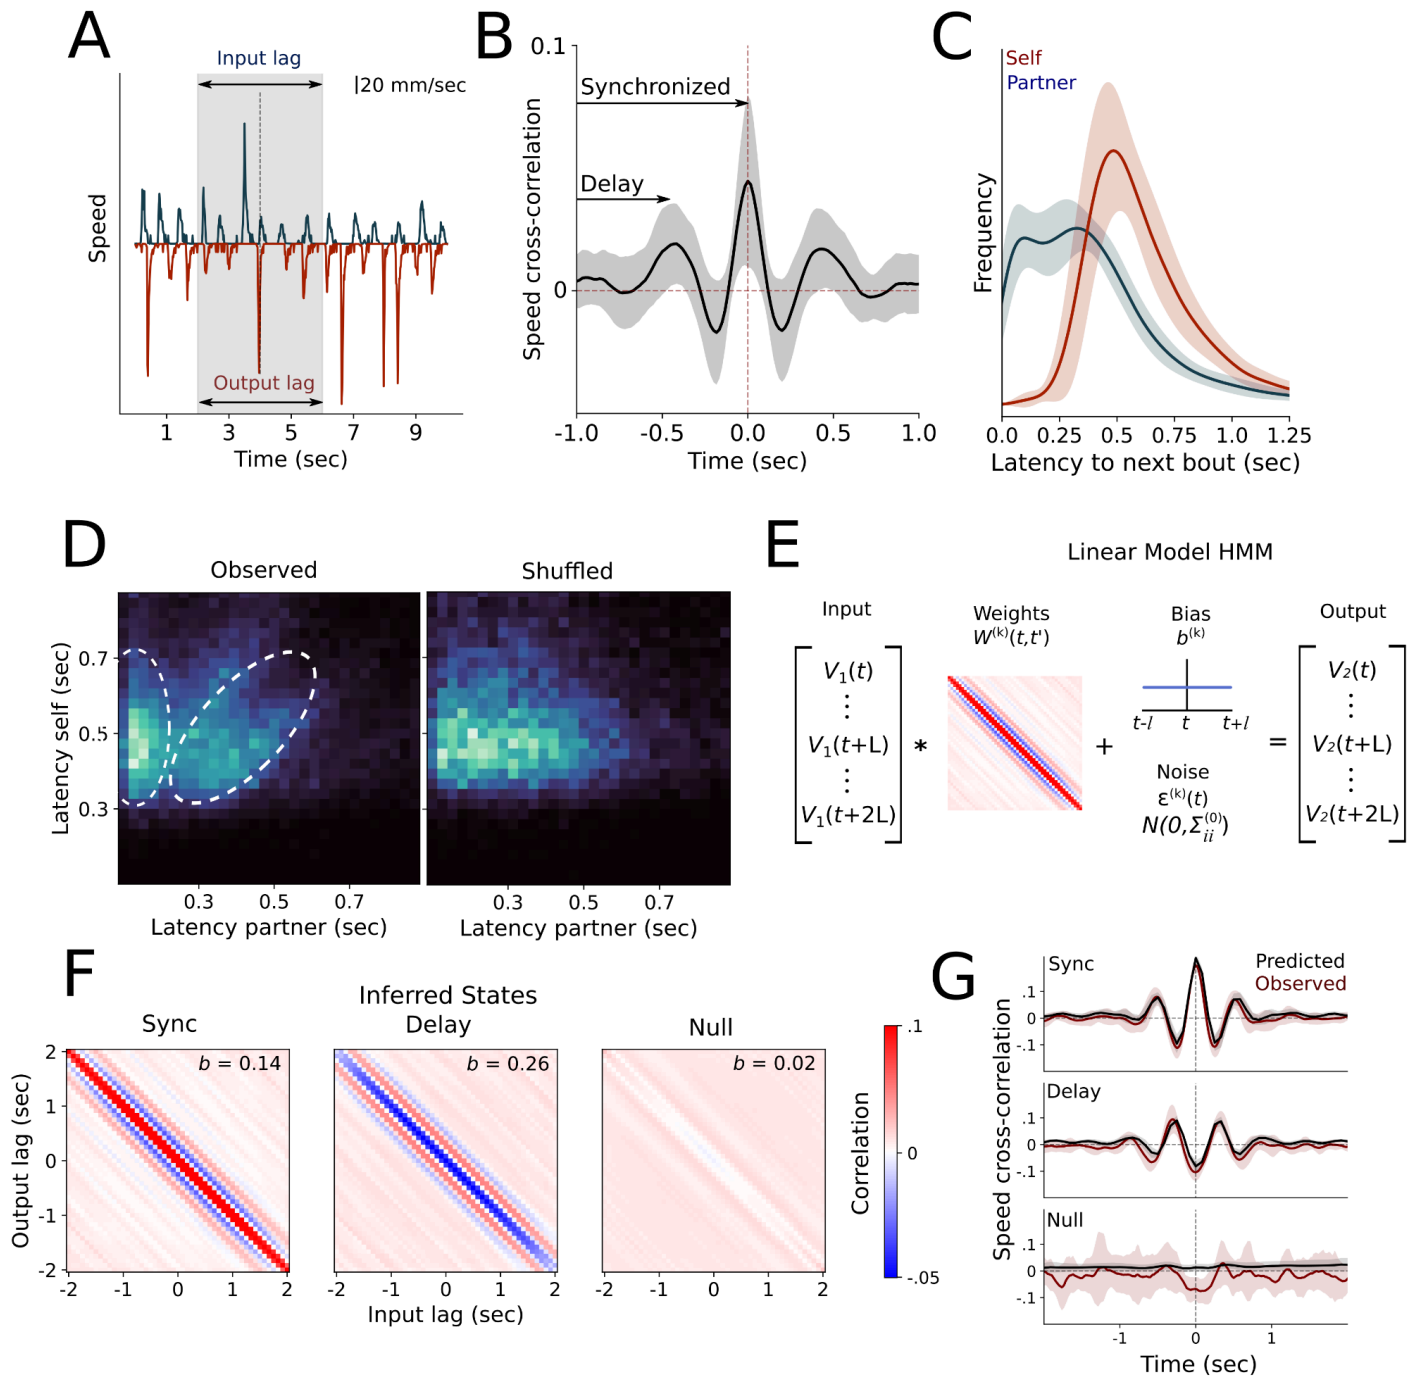 A
Input lag
20 mm/sec
Speed
Output lag
1 3 5 7 9
Time (sec)
B
0.1
Synchronized
Delay
0
Speed cross-correlation
-1.0 -0.5 0.0 0.5 1.0
Time (sec)
C
Self
Partner
Frequency
0.0 0.25 0.5 0.75 1.0 1.25
Latency to next bout (sec)
D
Observed
Shuffled
Latency self (sec)
0.7
0.5
0.3
0.3 0.5 0.7
0.3 0.5 0.7
Latency partner (sec)
Latency partner (sec)
E
Linear Model HMM
Input
Weights
W(k)(t,t')
Bias
b(k)
Output
V1(t)
⋮
V1(t+L)
⋮
V1(t+2L)
*
+
t-l t t+l
Noise
ε(k)(t)
N(0,Σii(0))
=
V2(t)
⋮
V2(t+L)
⋮
V2(t+2L)
F
Inferred States
Sync
Delay
Null
b = 0.14
b = 0.26
b = 0.02
Output lag (sec)
2
1
0
-1
-2
-2 -1 0 1 2
-2 -1 0 1 2
-2 -1 0 1 2
Input lag (sec)
Correlation
.1
0
-.05
G
Speed cross-correlation
Sync
Predicted
Observed
.1
0
-.1
Delay
.1
0
-.1
Null
.1
0
-.1
-1 0 1
Time (sec)